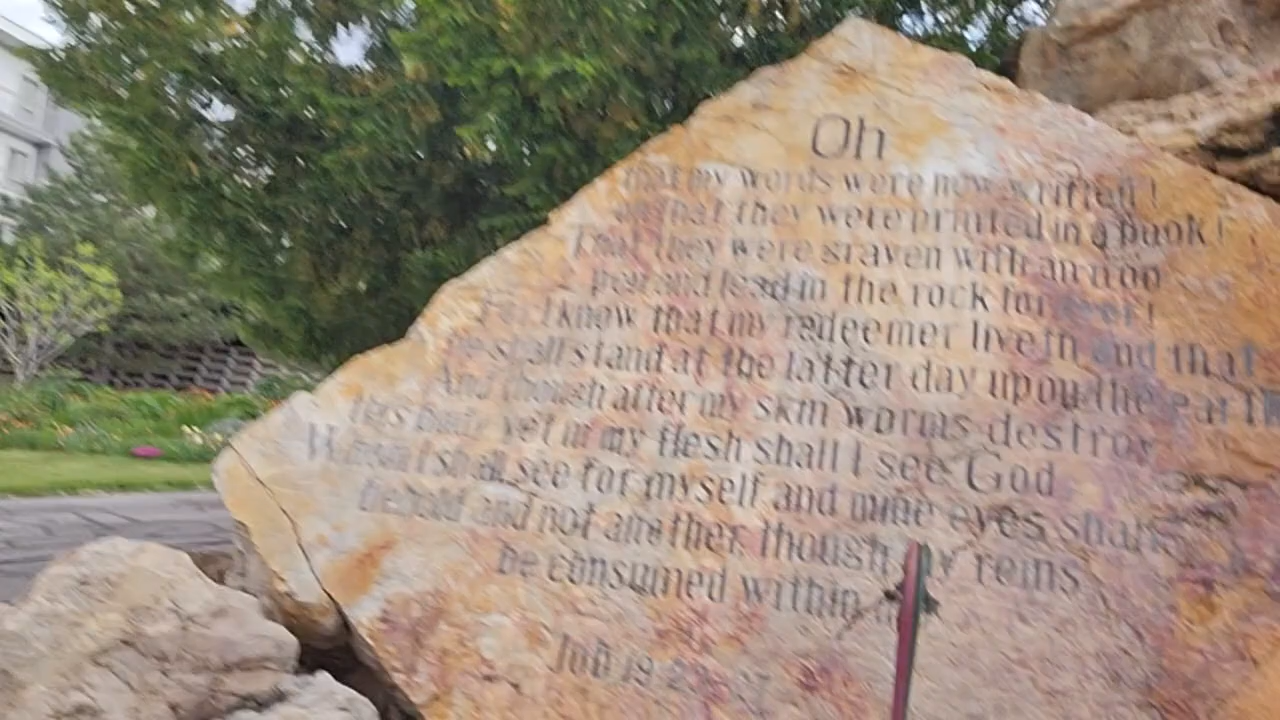 Oh
that my words were now written!
oh that they were printed in a book!
That they were graven with an iron
pen and lead in the rock for ever!
For I know that my redeemer liveth and that
he shall stand at the latter day upon the earth
And though after my skin worms destroy
this body yet in my flesh shall I see God
Whom I shall see for myself and mine eyes shall
behold and not another, though my reins
be consumed within
Job 19:23-27